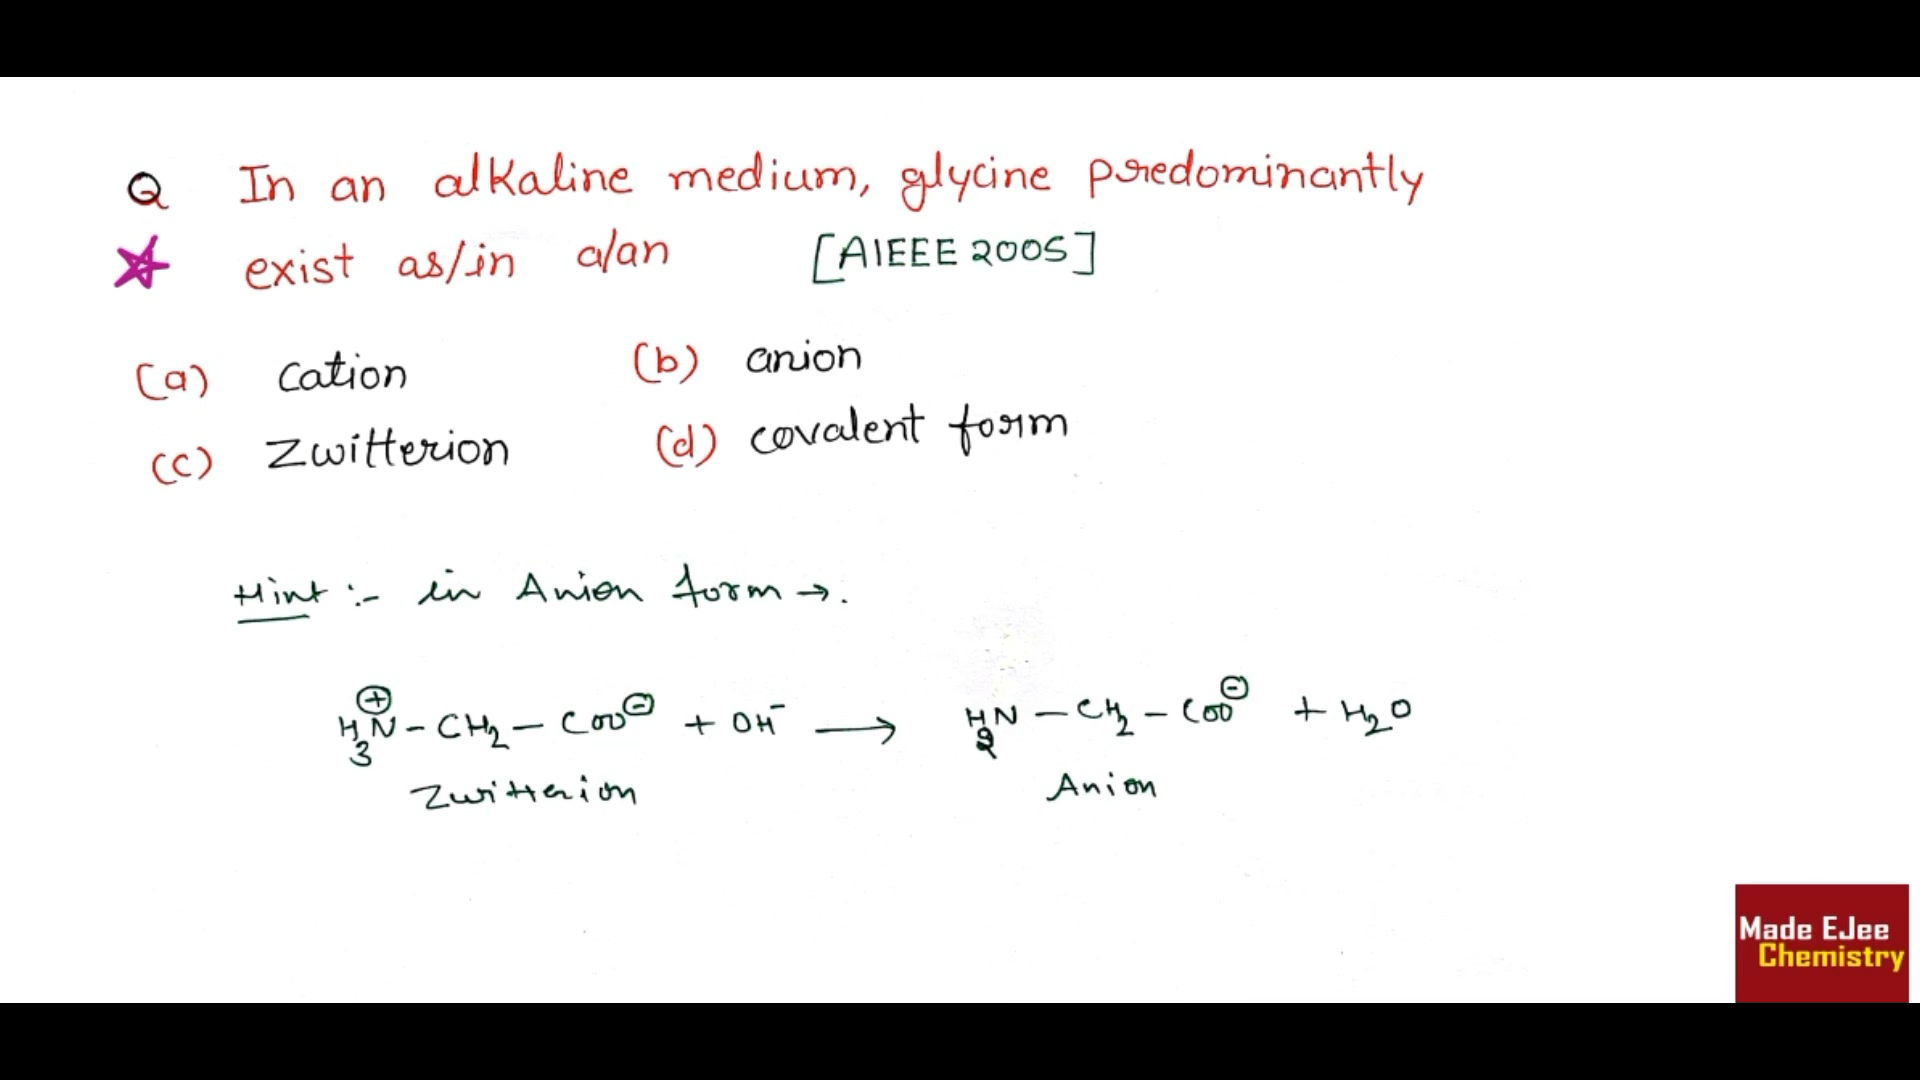 Q In an alkaline medium, glycine predominantly
exist as/in a/an [AIEEE 2005]
(a) cation (b) anion
(c) Zwitterion (d) covalent form
Hint :- in Anion form →.
H₃N⊕ - CH₂ - COO⊖ + OH⁻ ⟶ H₂N - CH₂ - COO⊖ + H₂O
Zwitterion Anion
Made EJee
Chemistry